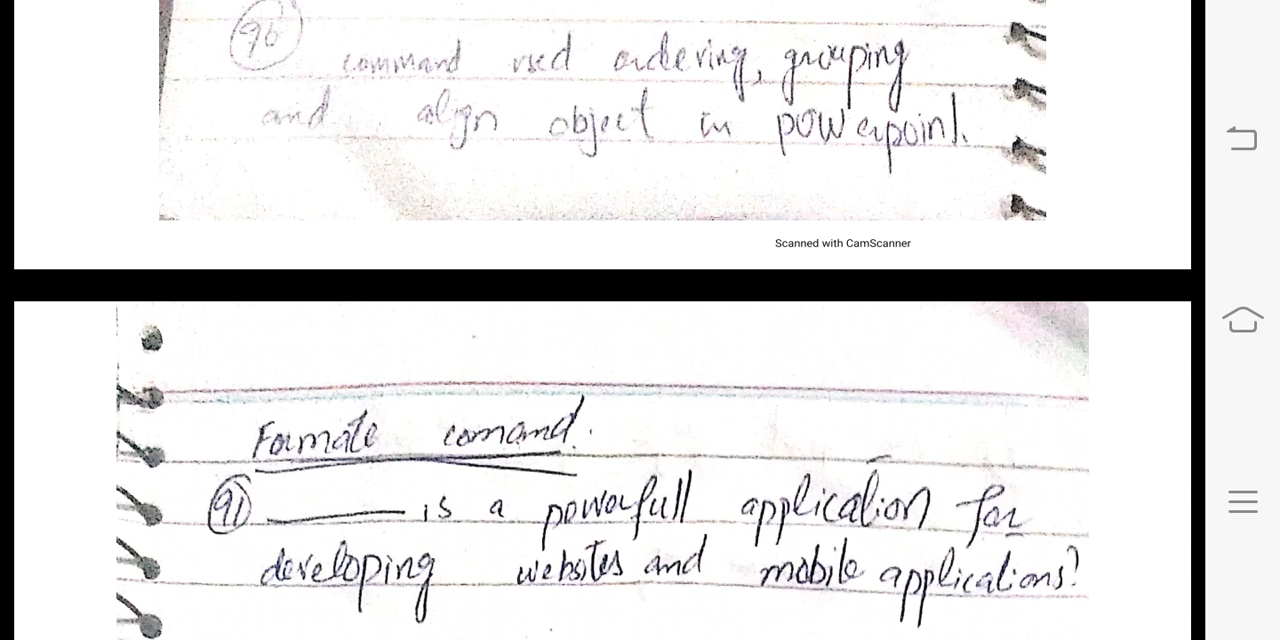 90
command used ordering, grouping
and align object in powerpoint.
Scanned with CamScanner
Formate comand.
91 ______ is a powerfull application for
developing websites and mobile applications?